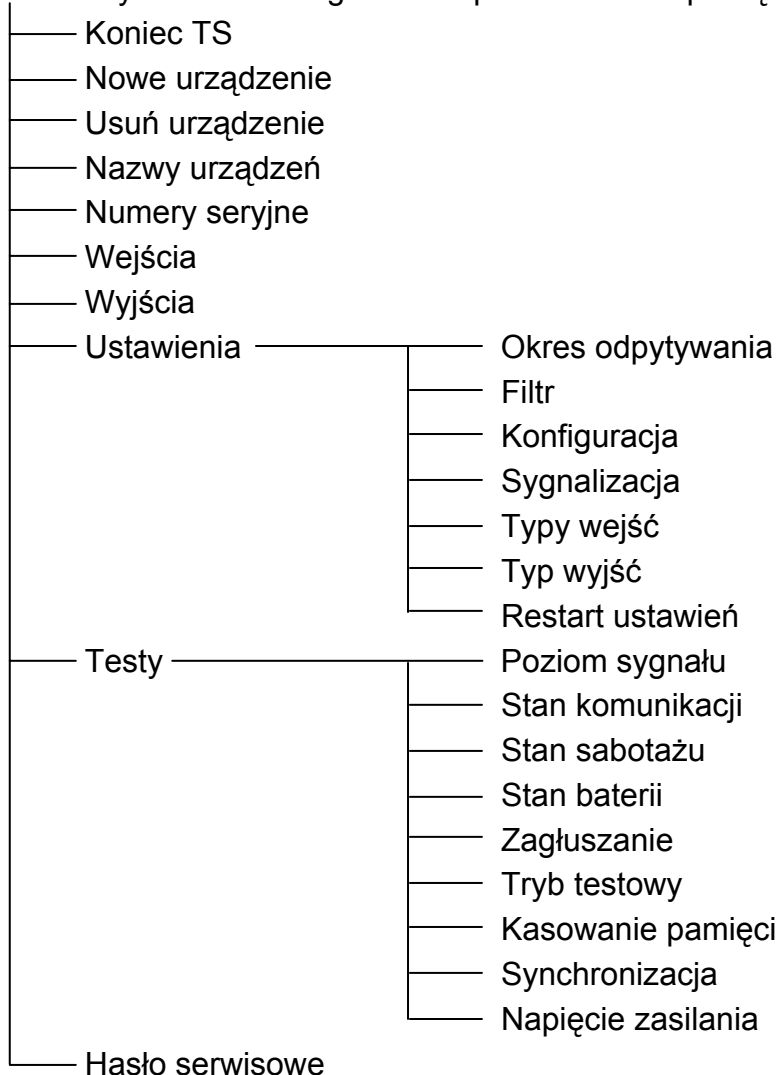 Koniec TS
Nowe urządzenie
Usuń urządzenie
Nazwy urządzeń
Numery seryjne
Wejścia
Wyjścia
Ustawienia
Okres odpytywania
Filtr
Konfiguracja
Sygnalizacja
Typy wejść
Typ wyjść
Restart ustawień
Testy
Poziom sygnału
Stan komunikacji
Stan sabotażu
Stan baterii
Zagłuszanie
Tryb testowy
Kasowanie pamięci
Synchronizacja
Napięcie zasilania
Hasło serwisowe